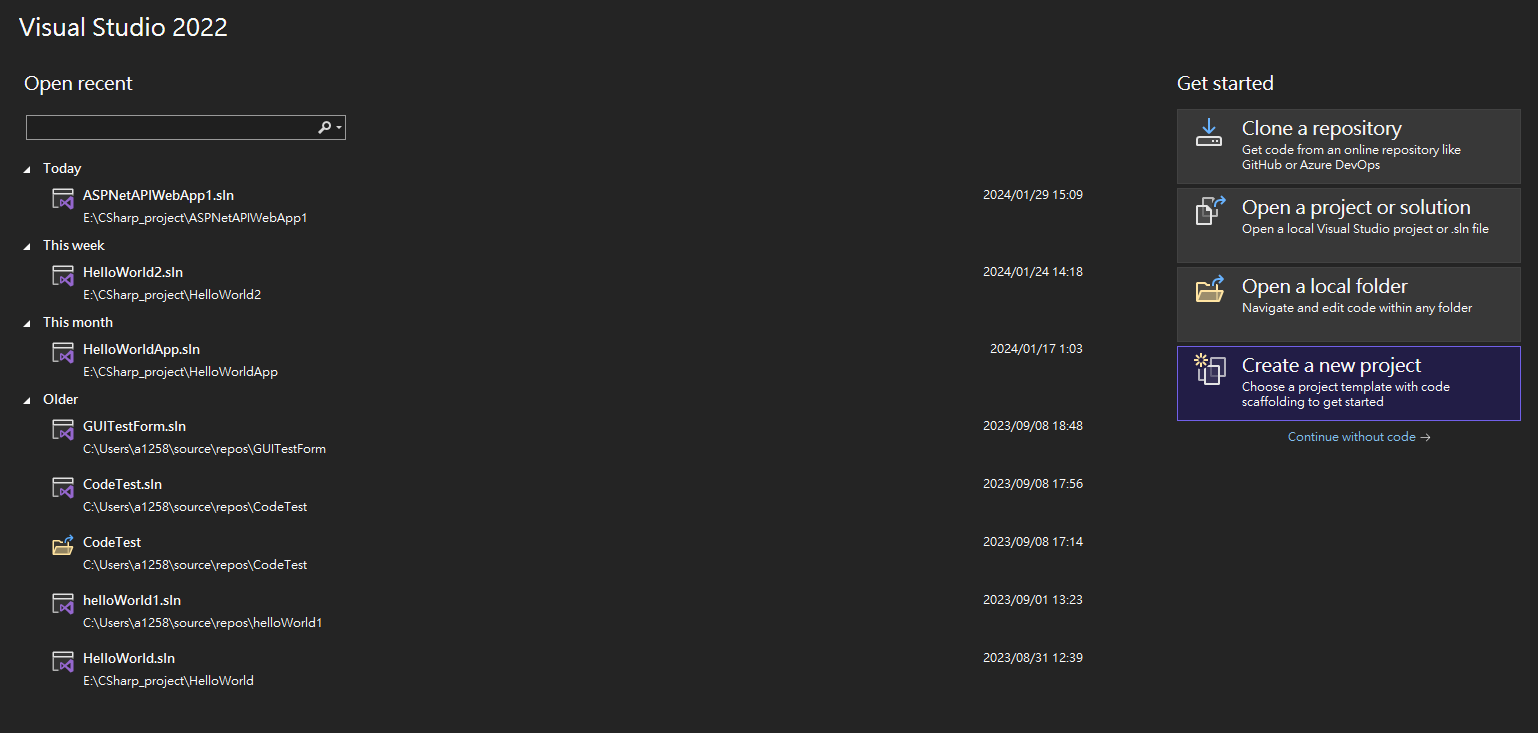 Visual Studio 2022
Open recent
Today
ASPNetAPIWebApp1.sln
2024/01/29 15:09
E:\CSharp_project\ASPNetAPIWebApp1
This week
HelloWorld2.sln
2024/01/24 14:18
E:\CSharp_project\HelloWorld2
This month
HelloWorldApp.sln
2024/01/17 1:03
E:\CSharp_project\HelloWorldApp
Older
GUITestForm.sln
2023/09/08 18:48
C:\Users\a1258\source\repos\GUITestForm
CodeTest.sln
2023/09/08 17:56
C:\Users\a1258\source\repos\CodeTest
CodeTest
2023/09/08 17:14
C:\Users\a1258\source\repos\CodeTest
helloWorld1.sln
2023/09/01 13:23
C:\Users\a1258\source\repos\helloWorld1
HelloWorld.sln
2023/08/31 12:39
E:\CSharp_project\HelloWorld
Get started
Clone a repository
Get code from an online repository like
GitHub or Azure DevOps
Open a project or solution
Open a local Visual Studio project or .sln file
Open a local folder
Navigate and edit code within any folder
Create a new project
Choose a project template with code
scaffolding to get started
Continue without code →